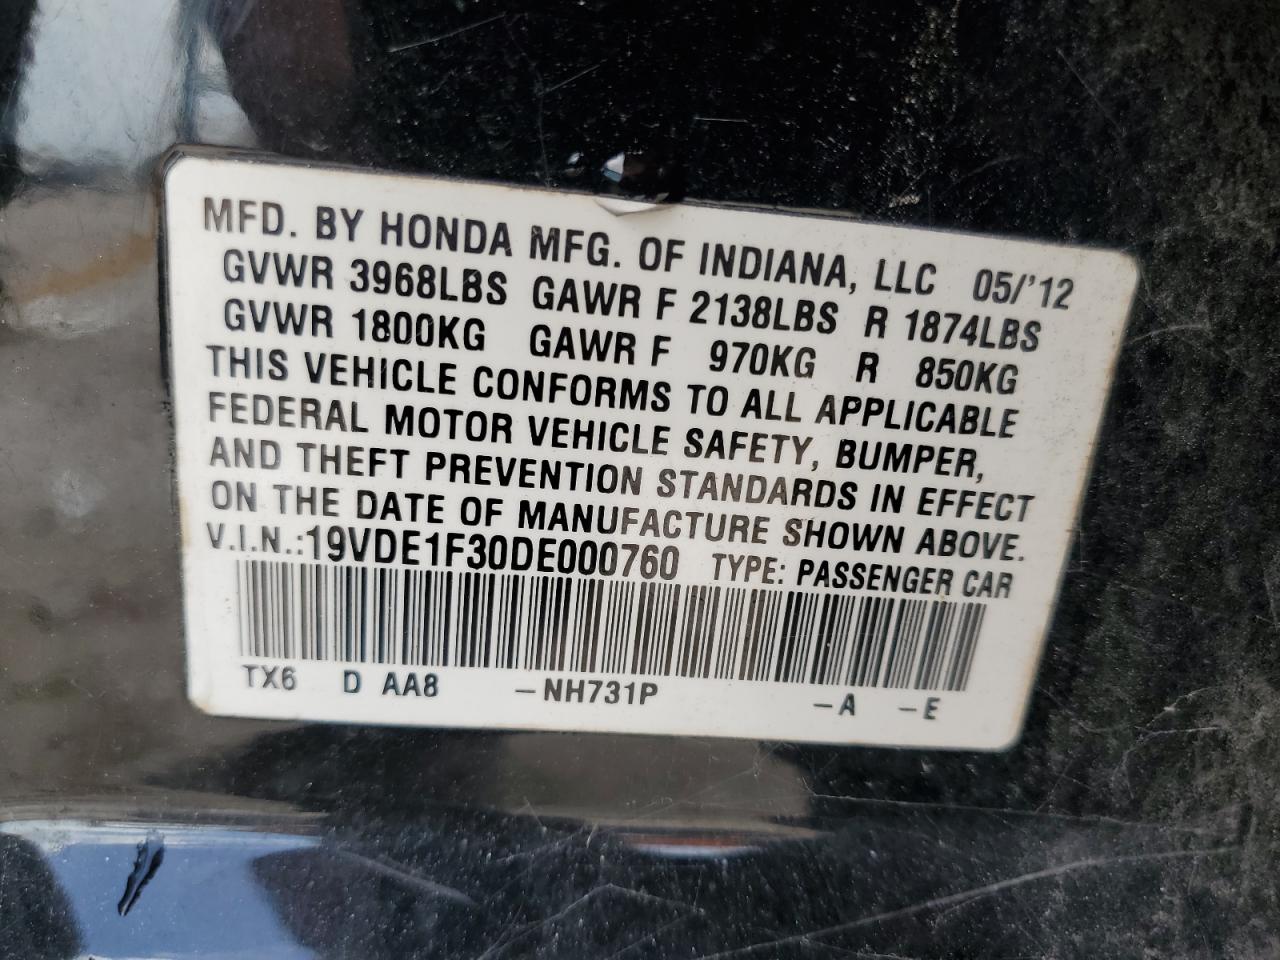 MFD. BY HONDA MFG. OF INDIANA, LLC 05/'12
GVWR 3968LBS GAWR F 2138LBS R 1874LBS
GVWR 1800KG GAWR F 970KG R 850KG
THIS VEHICLE CONFORMS TO ALL APPLICABLE
FEDERAL MOTOR VEHICLE SAFETY, BUMPER,
AND THEFT PREVENTION STANDARDS IN EFFECT
ON THE DATE OF MANUFACTURE SHOWN ABOVE.
V.I.N.:19VDE1F30DE000760 TYPE: PASSENGER CAR
TX6 D AA8 –NH731P –A –E